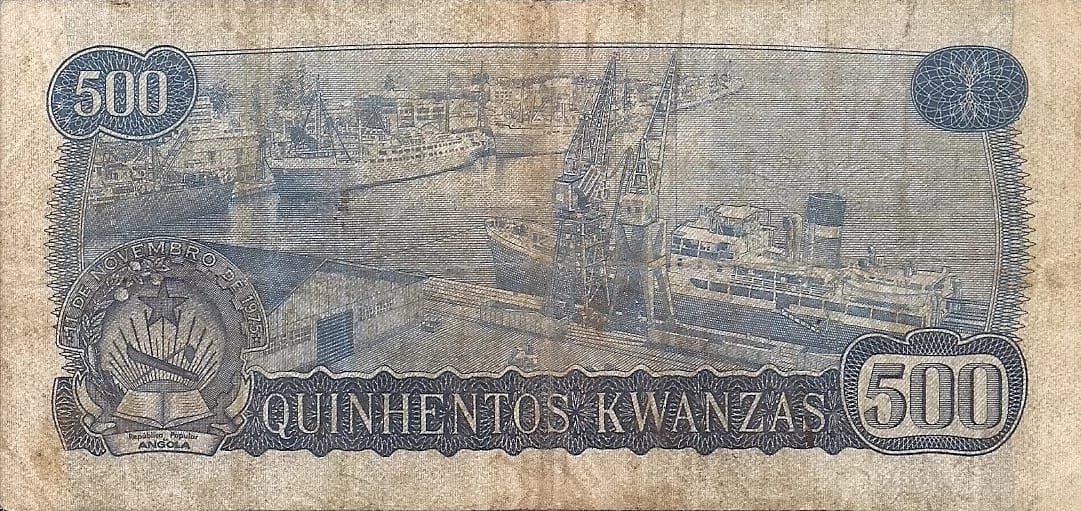 500
11 DE NOVEMBRO DE 1975
República Popular
ANGOLA
QUINHENTOS KWANZAS
500